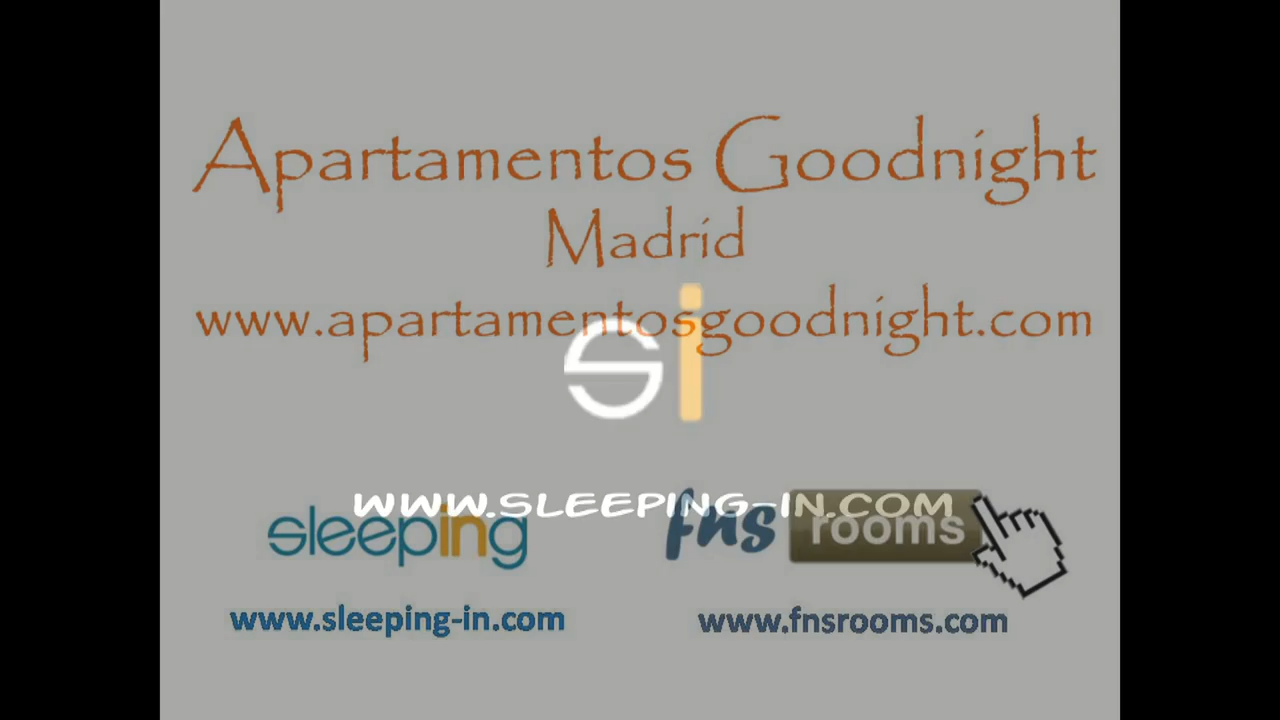 Apartamentos Goodnight
Madrid
www.apartamentosgoodnight.com
si
WWW.SLEEPING-IN.COM
sleeping
fns rooms
www.sleeping-in.com
www.fnsrooms.com